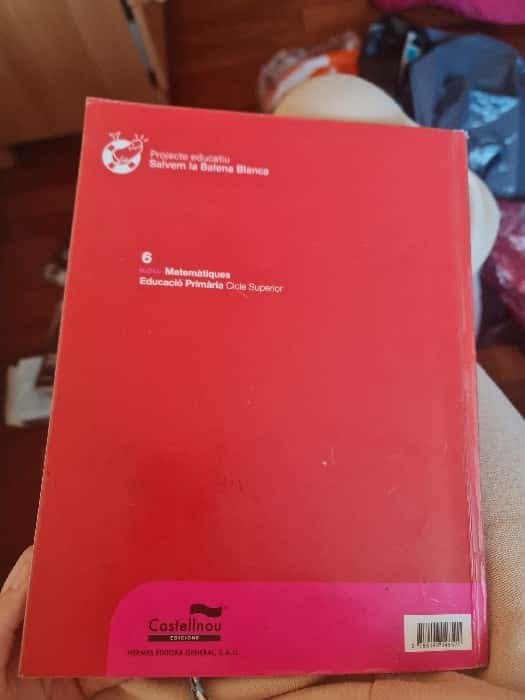 Projecte educatiu
Salvem la Balena Blanca
6
Matemàtiques
Educació Primària Cicle Superior
Castellnou
EDICIONS
HERMES EDITORA GENERAL, S.A.U.